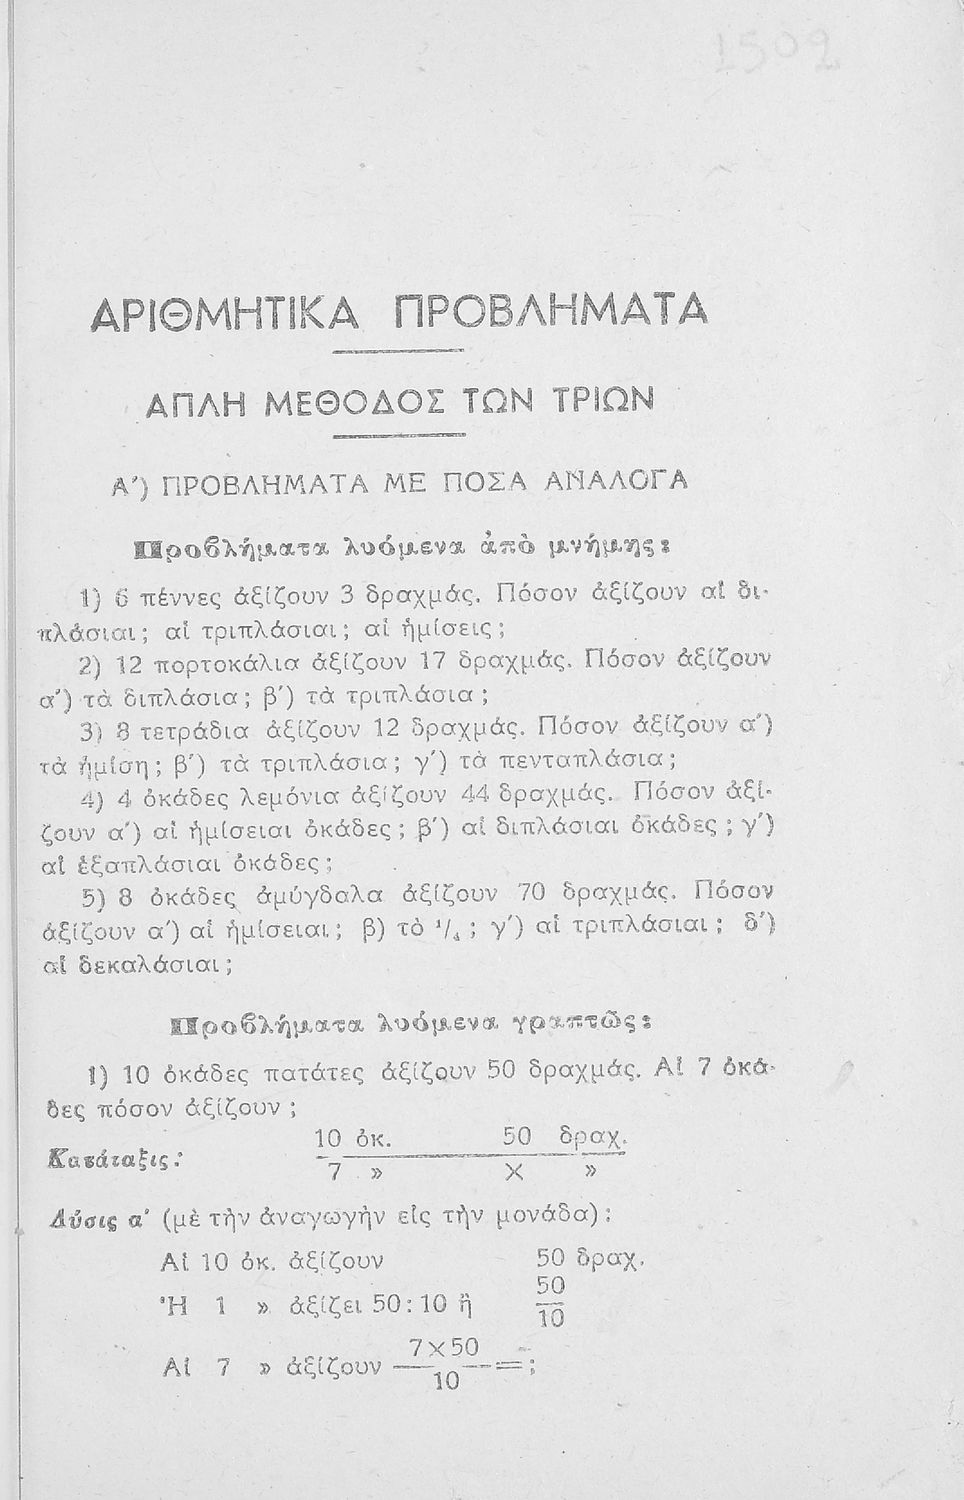 1502
ΑΡΙΘΜΗΤΙΚΑ ΠΡΟΒΛΗΜΑΤΑ
ΑΠΛΗ ΜΕΘΟΔΟΣ ΤΩΝ ΤΡΙΩΝ
Α') ΠΡΟΒΛΗΜΑΤΑ ΜΕ ΠΟΣΑ ΑΝΑΛΟΓΑ
Προβλήματα λυόμενα ἀπὸ μνήμης:
1) 6 πέννες ἀξίζουν 3 δραχμάς. Πόσον ἀξίζουν αἱ δι-
πλάσιαι; αἱ τριπλάσιαι; αἱ ἡμίσεις;
2) 12 πορτοκάλια ἀξίζουν 17 δραχμάς. Πόσον ἀξίζουν
α') τὰ διπλάσια; β') τὰ τριπλάσια;
3) 8 τετράδια ἀξίζουν 12 δραχμάς. Πόσον ἀξίζουν α')
τὰ ἡμίση; β') τὰ τριπλάσια; γ') τὰ πενταπλάσια;
4) 4 ὀκάδες λεμόνια ἀξίζουν 44 δραχμάς. Πόσον ἀξί-
ζουν α') αἱ ἡμίσειαι ὀκάδες; β') αἱ διπλάσιαι ὀκάδες; γ')
αἱ ἑξαπλάσιαι ὀκάδες;
5) 8 ὀκάδες ἀμύγδαλα ἀξίζουν 70 δραχμάς. Πόσον
ἀξίζουν α') αἱ ἡμίσειαι; β) τὸ 1/4; γ') αἱ τριπλάσιαι; δ')
αἱ δεκαλάσιαι;
Προβλήματα λυόμενα γραπτῶς:
1) 10 ὀκάδες πατάτες ἀξίζουν 50 δραχμάς. Αἱ 7 ὀκά-
δες πόσον ἀξίζουν;
10 ὀκ. 50 δραχ.
Κατάταξις:
7 » Χ »
Λύσις α' (μὲ τὴν ἀναγωγὴν εἰς τὴν μονάδα):
Αἱ 10 ὀκ. ἀξίζουν 50 δραχ.
50
Ἡ 1 » ἀξίζει 50:10 ἢ
10
7×50
Αἱ 7 » ἀξίζουν —— =;
10